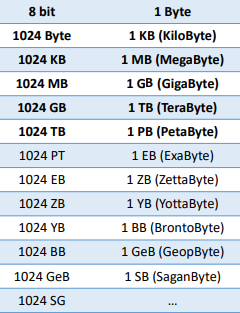 8 bit 1 Byte
1024 Byte 1 KB (KiloByte)
1024 KB 1 MB (MegaByte)
1024 MB 1 GB (GigaByte)
1024 GB 1 TB (TeraByte)
1024 TB 1 PB (PetaByte)
1024 PT 1 EB (ExaByte)
1024 EB 1 ZB (ZettaByte)
1024 ZB 1 YB (YottaByte)
1024 YB 1 BB (BrontoByte)
1024 BB 1 GeB (GeopByte)
1024 GeB 1 SB (SaganByte)
1024 SG ...